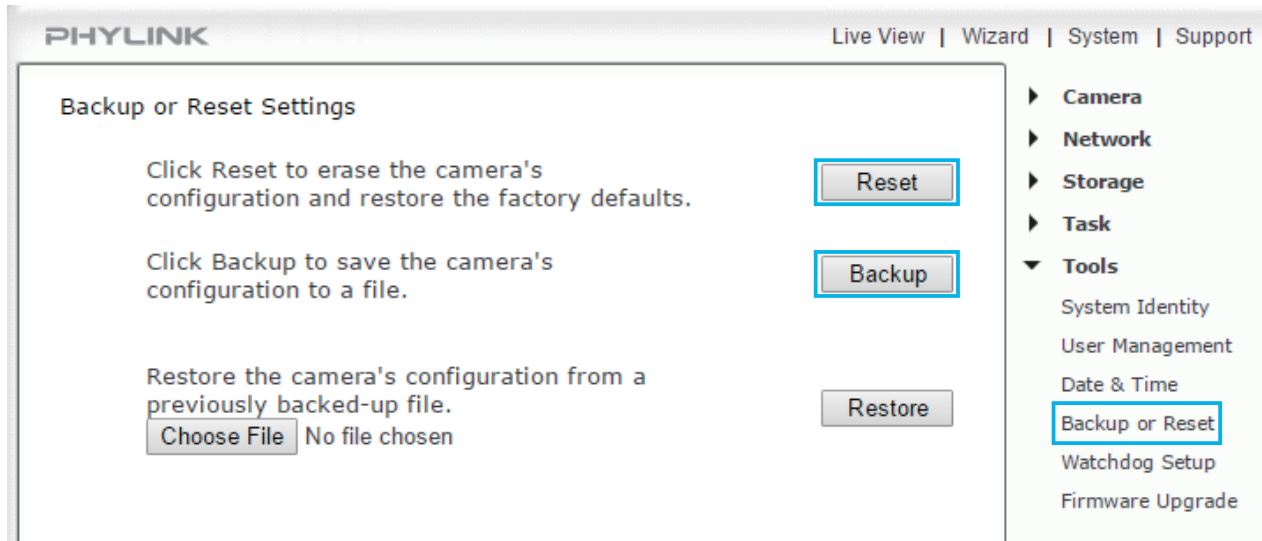 PHYLINK
Live View | Wizard | System | Support
Backup or Reset Settings
Click Reset to erase the camera's
configuration and restore the factory defaults.
Reset
Click Backup to save the camera's
configuration to a file.
Backup
Restore the camera's configuration from a
previously backed-up file.
Choose File No file chosen
Restore
Camera
Network
Storage
Task
Tools
System Identity
User Management
Date & Time
Backup or Reset
Watchdog Setup
Firmware Upgrade